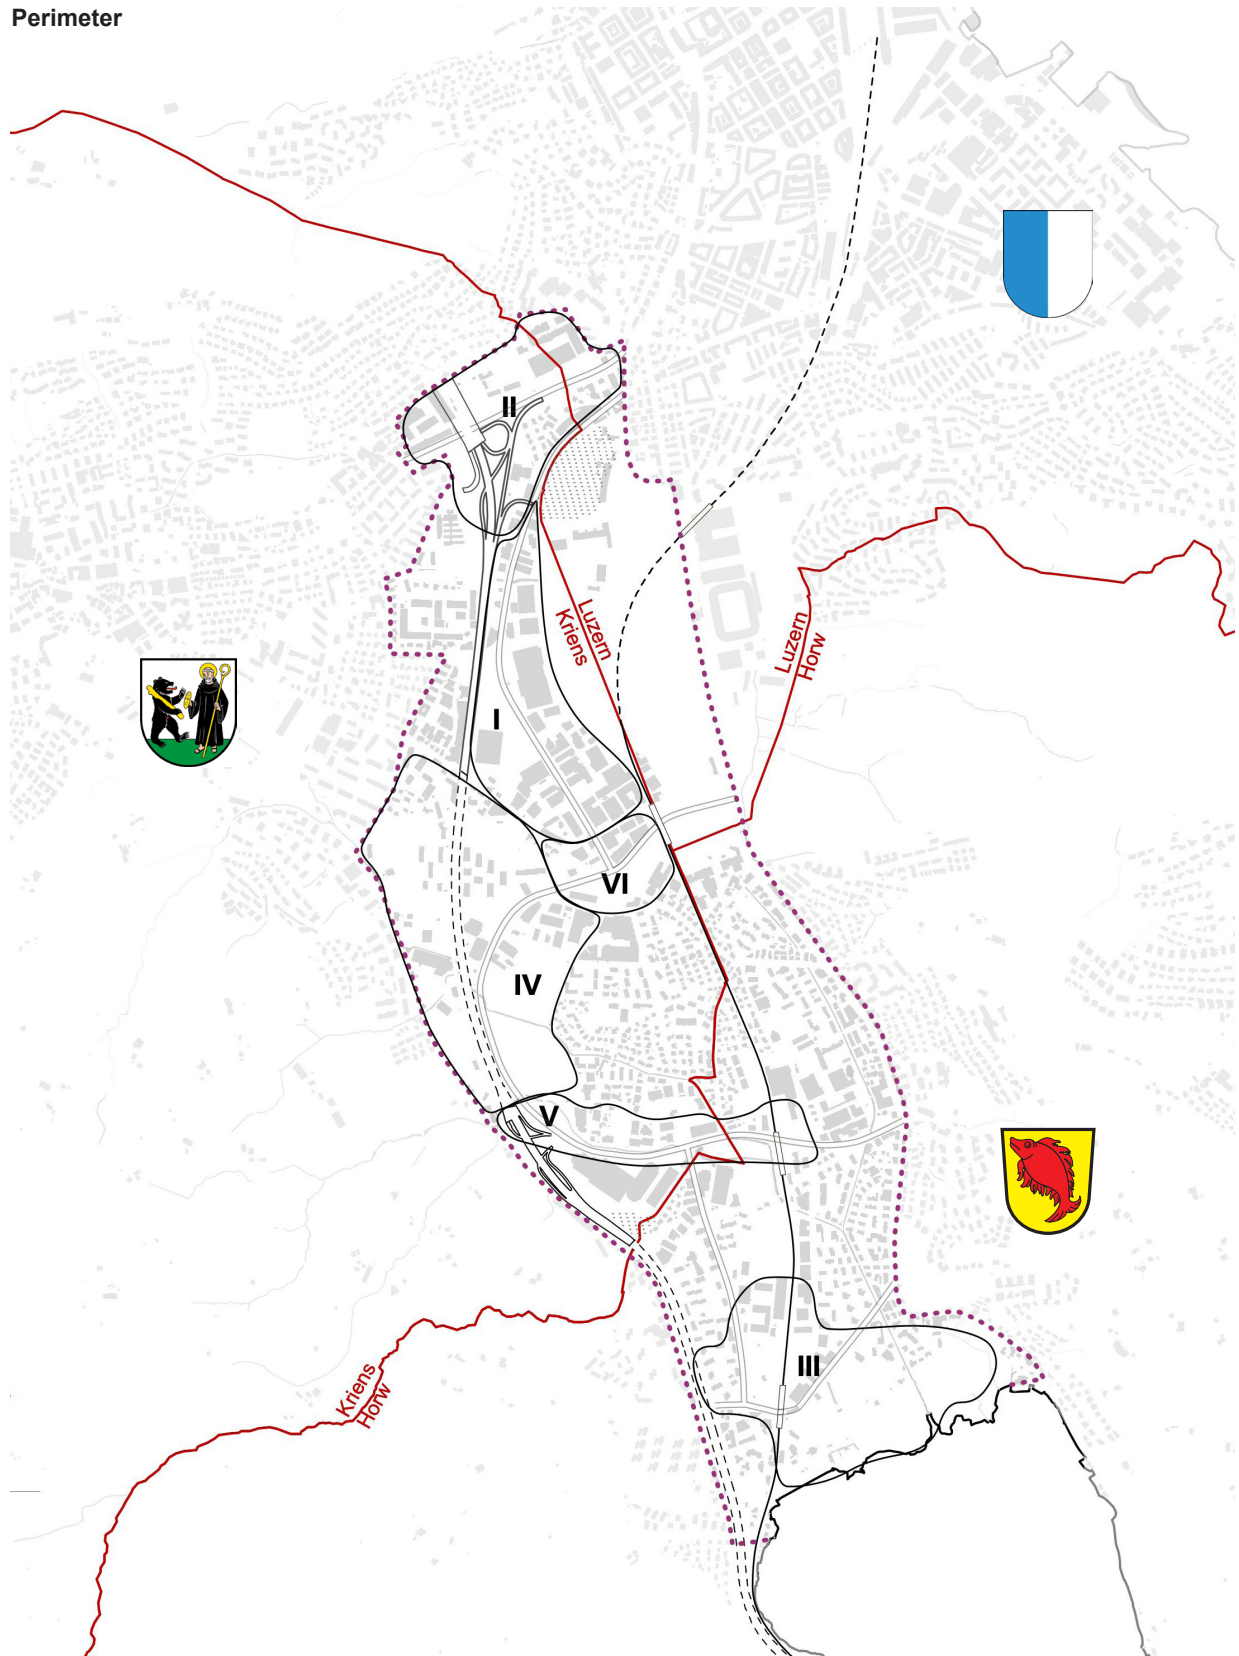 Perimeter
II
Luzern
Kriens
Luzern
Horw
I
VI
IV
V
III
Kriens
Horw